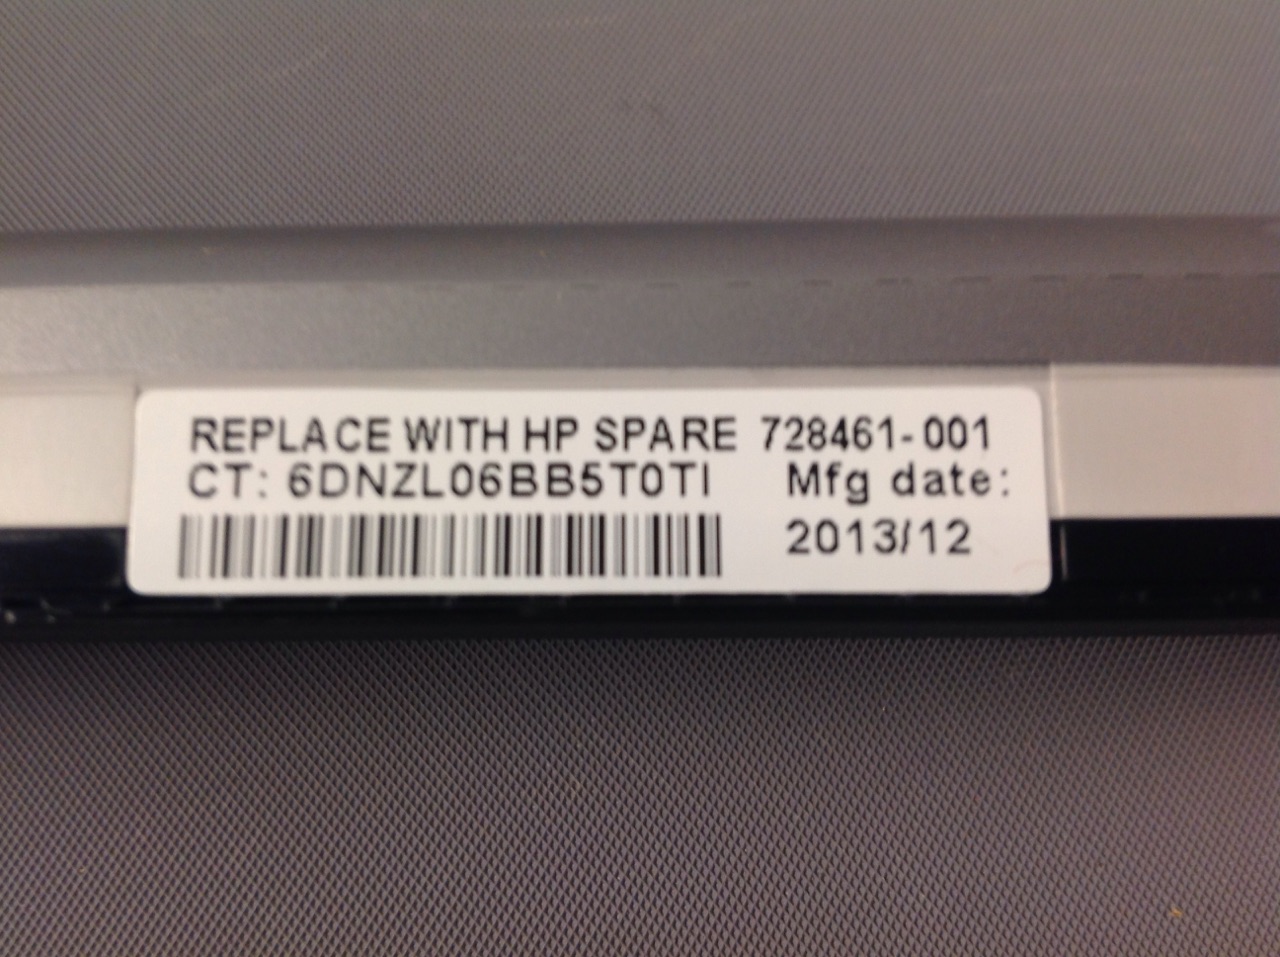 REPLACE WITH HP SPARE 728461-001
CT: 6DNZL06BB5T0TI Mfg date:
2013/12